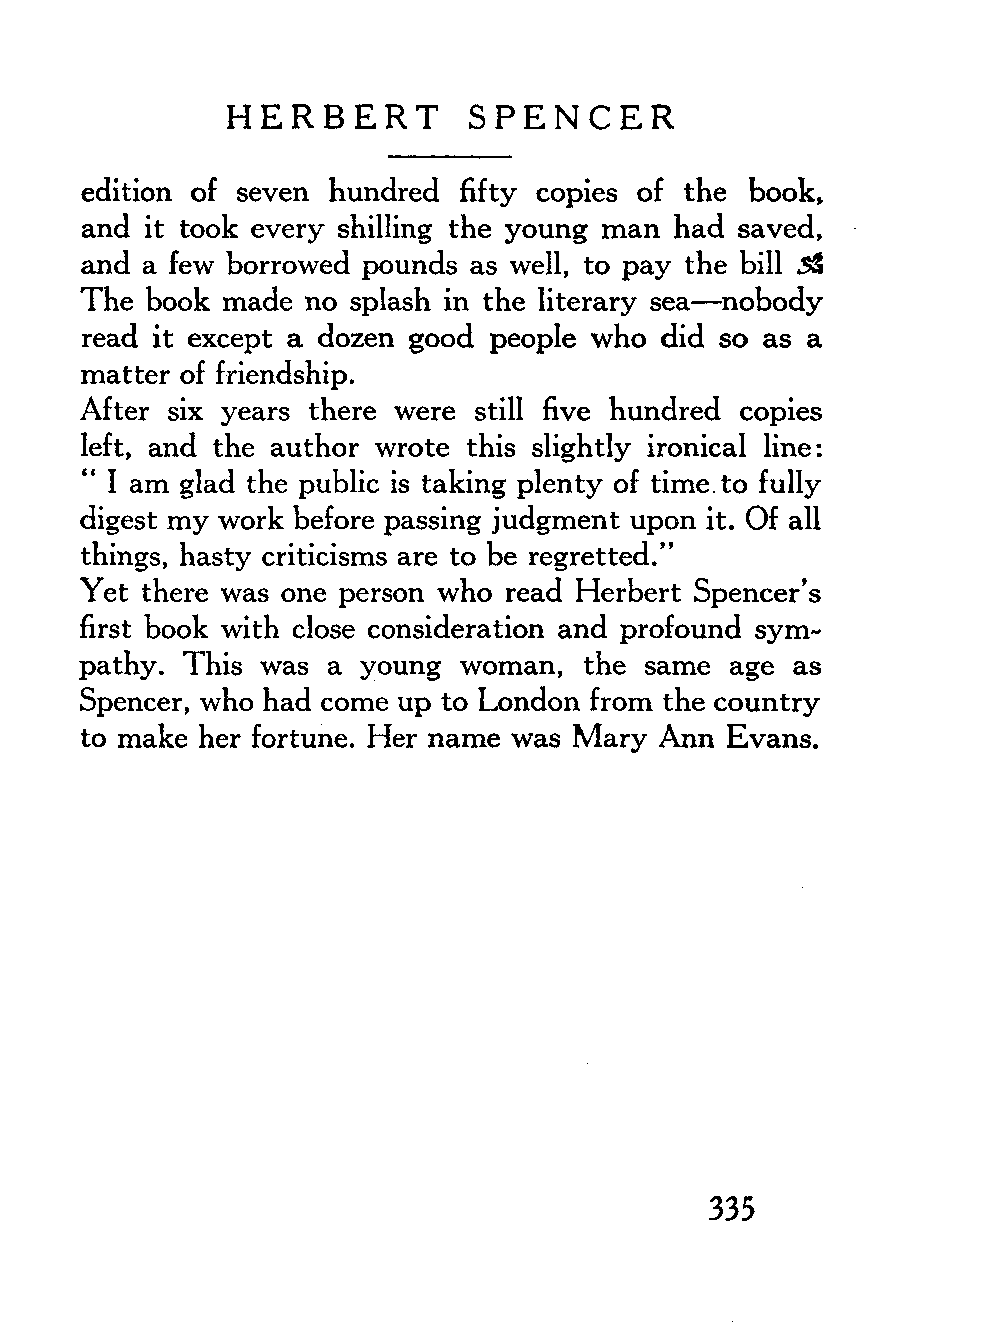 HERBERT SPENCER
edition of seven hundred fifty copies of the book,
and it took every shilling the young man had saved,
and a few borrowed pounds as well, to pay the bill
The book made no splash in the literary sea—nobody
read it except a dozen good people who did so as a
matter of friendship.
After six years there were still five hundred copies
left, and the author wrote this slightly ironical line:
“ I am glad the public is taking plenty of time to fully
digest my work before passing judgment upon it. Of all
things, hasty criticisms are to be regretted.”
Yet there was one person who read Herbert Spencer's
first book with close consideration and profound sym-
pathy. This was a young woman, the same age as
Spencer, who had come up to London from the country
to make her fortune. Her name was Mary Ann Evans.
335